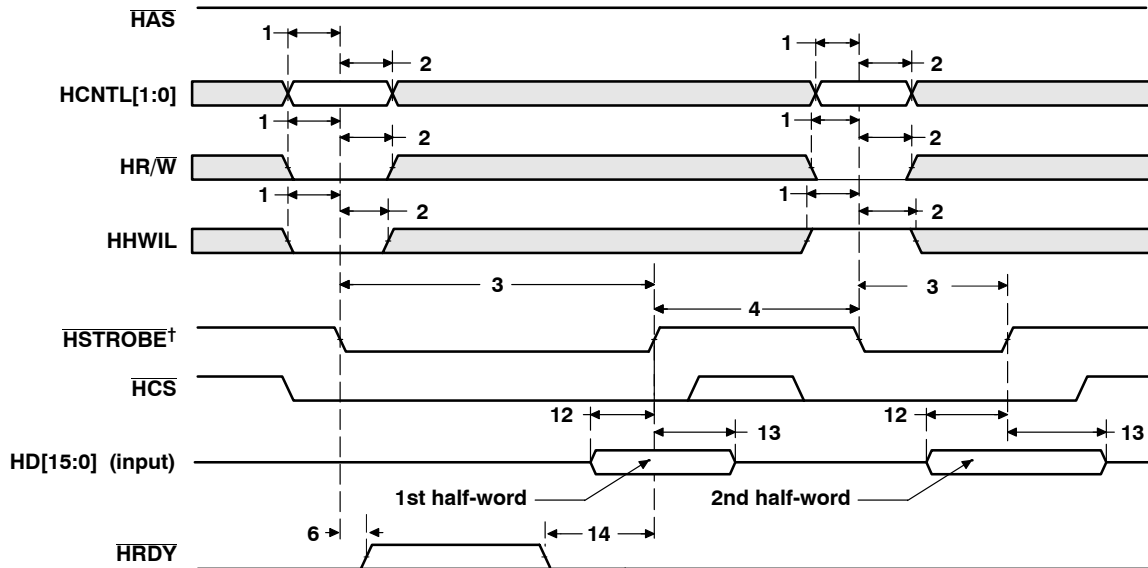 HAS
1
1
2
2
HCNTL[1:0]
1
1
2
2
HR/W
1
1
2
2
HHWIL
3
3
4
HSTROBE†
HCS
12
12
13
13
HD[15:0] (input)
1st half-word
2nd half-word
6
14
HRDY